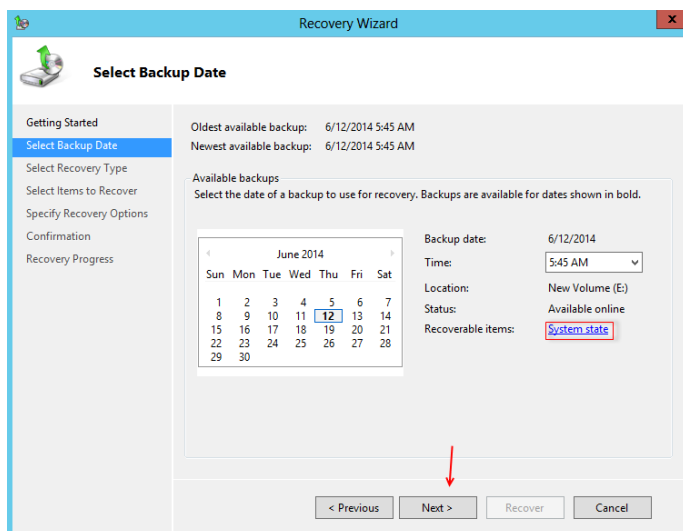 Recovery Wizard
x
Select Backup Date
Getting Started
Select Backup Date
Select Recovery Type
Select Items to Recover
Specify Recovery Options
Confirmation
Recovery Progress
Oldest available backup: 6/12/2014 5:45 AM
Newest available backup: 6/12/2014 5:45 AM
Available backups
Select the date of a backup to use for recovery. Backups are available for dates shown in bold.
June 2014
Sun Mon Tue Wed Thu Fri Sat
1 2 3 4 5 6 7
8 9 10 11 12 13 14
15 16 17 18 19 20 21
22 23 24 25 26 27 28
29 30
Backup date: 6/12/2014
Time: 5:45 AM
Location: New Volume (E:)
Status: Available online
Recoverable items: System state
< Previous Next > Recover Cancel